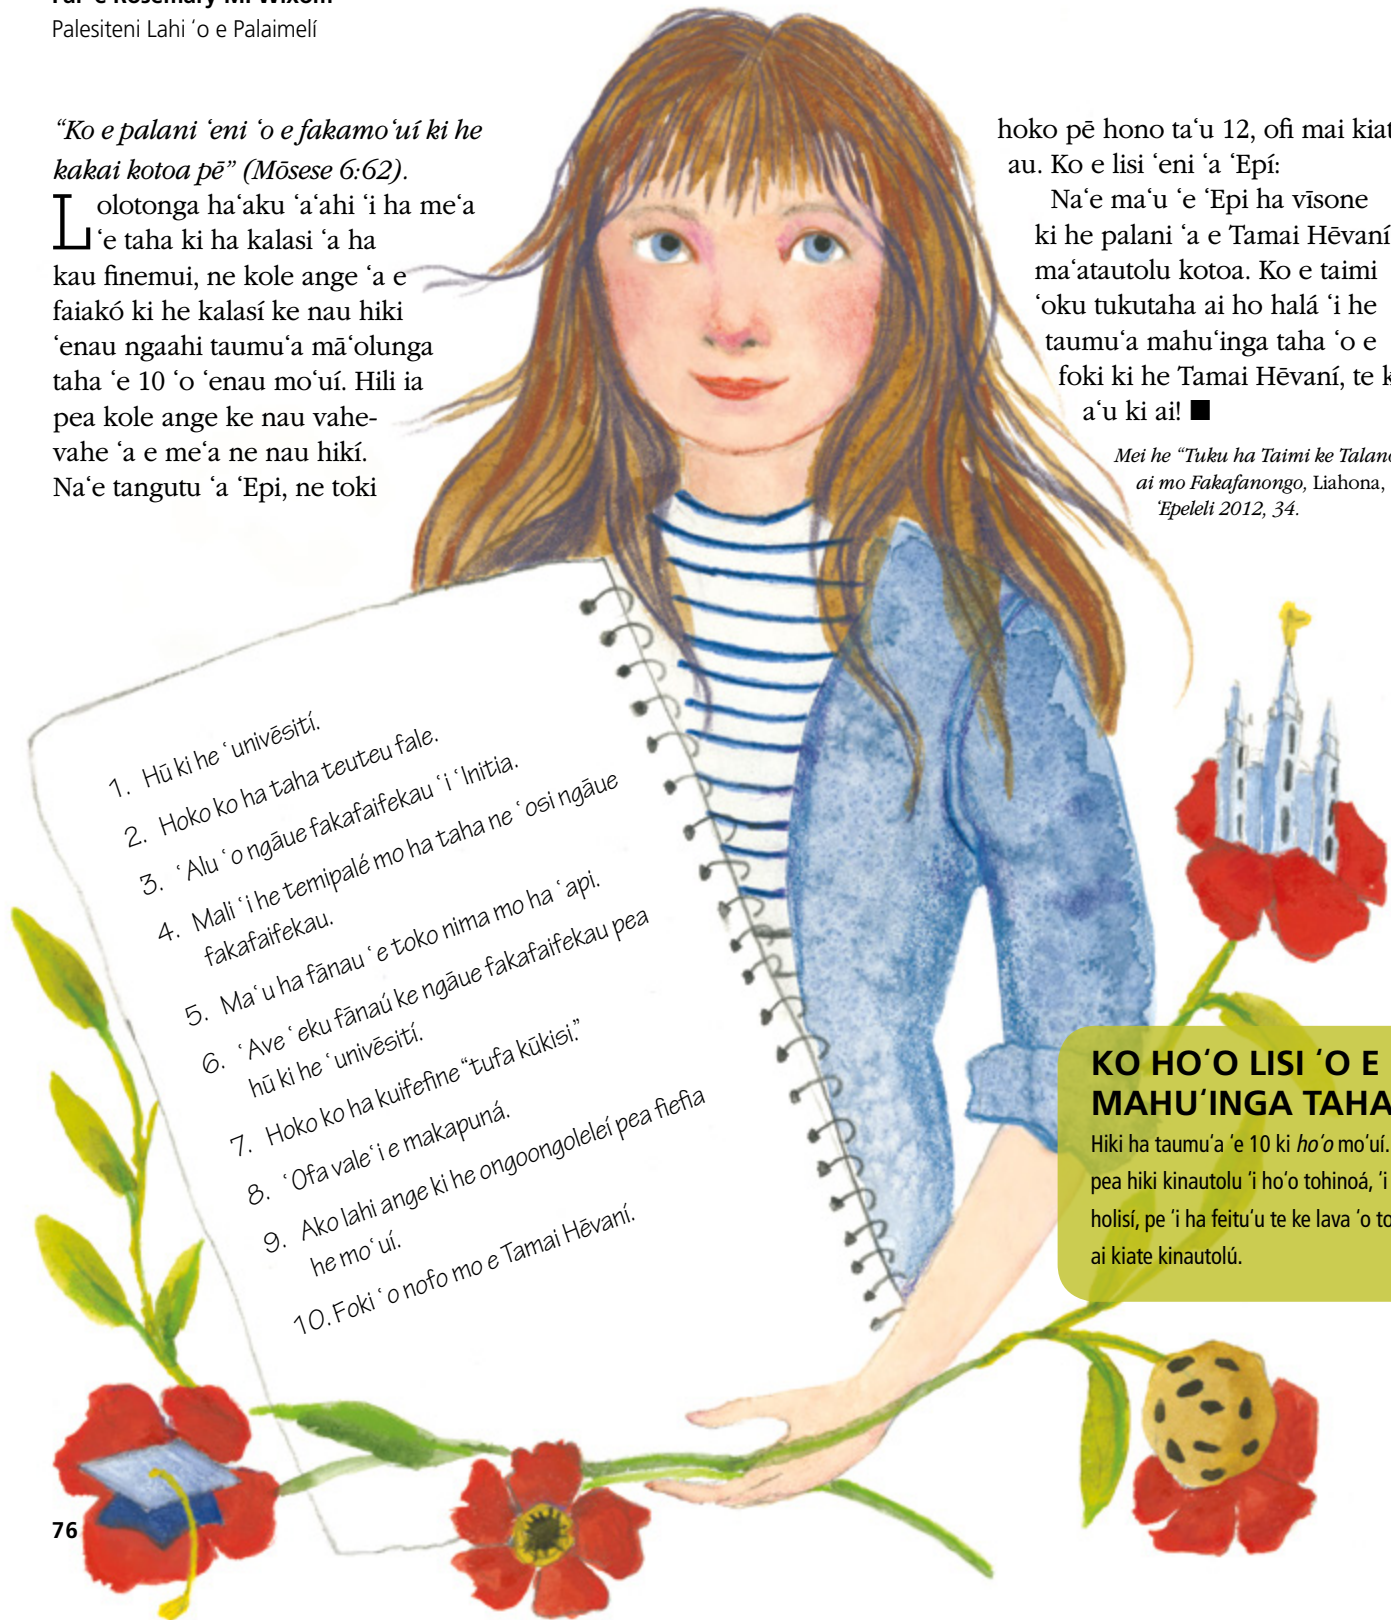 Palesiteni Lahi ʻo e Palaimelí
“Ko e palani ʻeni ʻo e fakamoʻuí ki he
kakai kotoa pē” (Mōsese 6:62).
Lolotonga haʻaku ʻaʻahi ʻi ha meʻa
ʻe taha ki ha kalasi ʻa ha
kau finemui, ne kole ange ʻa e
faiakó ki he kalasí ke nau hiki
ʻenau ngaahi taumuʻa māʻolunga
taha ʻe 10 ʻo ʻenau moʻuí. Hili ia
pea kole ange ke nau vahe-
vahe ʻa e meʻa ne nau hikí.
Naʻe tangutu ʻa ʻEpi, ne toki
hoko pē hono taʻu 12, ofi mai
au. Ko e lisi ʻeni ʻa ʻEpí:
Naʻe maʻu ʻe ʻEpi ha vīsone
ki he palani ʻa e Tamai Hēvaní
maʻatautolu kotoa. Ko e taimi
ʻoku tukutaha ai ho halá ʻi he
taumuʻa mahuʻinga taha ʻo e
foki ki he Tamai Hēvaní, te
aʻu ki ai! ■
Mei he “Tuku ha Taimi ke
ai mo Fakafanongo, Liahona,
ʻEpeleli 2012, 34.
1. Hū ki he ʻunivēsití.
2. Hoko ko ha taha teuteu fale.
3. ʻAlu ʻo ngāue fakafaifekau ʻi ʻInitia.
4. Mali ʻi he temipalé mo ha taha ne ʻosi ngāue
fakafaifekau.
5. Maʻu ha fānau ʻe toko nima mo ha ʻapi.
6. ʻAve ʻeku fānaú ke ngāue fakafaifekau pea
hū ki he ʻunivēsití.
7. Hoko ko ha kuifefine “tufa kūkisi.”
8. ʻOfa vale ʻi e makapuná.
9. Ako lahi ange ki he ongoongoleleí pea fiefia
he moʻuí.
10. Foki ʻo nofo mo e Tamai Hēvaní.
KO HOʻO LISI ʻO E
MAHUʻINGA TAHA
Hiki ha taumuʻa ʻe 10 ki hoʻo moʻuí.
pea hiki kinautolu ʻi hoʻo tohinoá, ʻi
holisí, pe ʻi ha feituʻu te ke lava ʻo
ai kiate kinautolú.
76